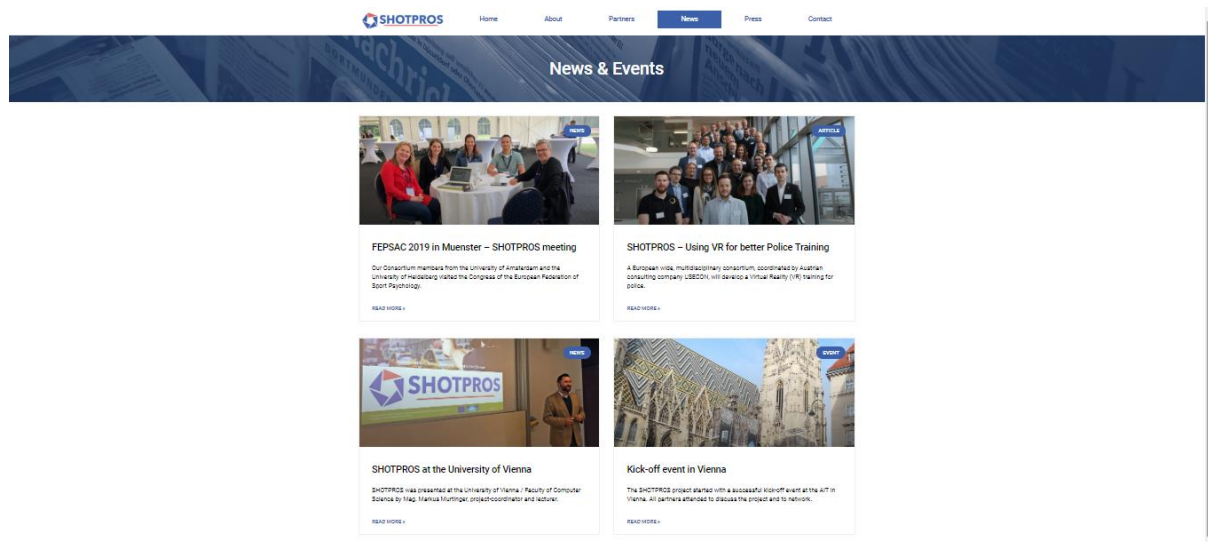 SHOTPROS
Home About Partners News Press Contact
Nachri
DORTMUND
News & Events
NEWS
ARTICLE
FEPSAC 2019 in Muenster – SHOTPROS meeting
SHOTPROS – Using VR for better Police Training
Our Consortium members from the University of Amsterdam and the
University of Heidelberg visited the Congress of the European Federation of
Sport Psychology.
A European wide, multidisciplinary consortium, coordinated by Austrian
consulting company USECON, will develop a Virtual Reality (VR) training for
police.
READ MORE »
READ MORE »
NEWS
SHOTPROS
EVENT
SHOTPROS at the University of Vienna
Kick-off event in Vienna
SHOTPROS was presented at the University of Vienna / Faculty of Computer
Science by Mag. Markus Murtinger, project-coordinator and lecturer.
The SHOTPROS project started with a successful kick-off event at the AIT in
Vienna. All partners attended to discuss the project and to network.
READ MORE »
READ MORE »